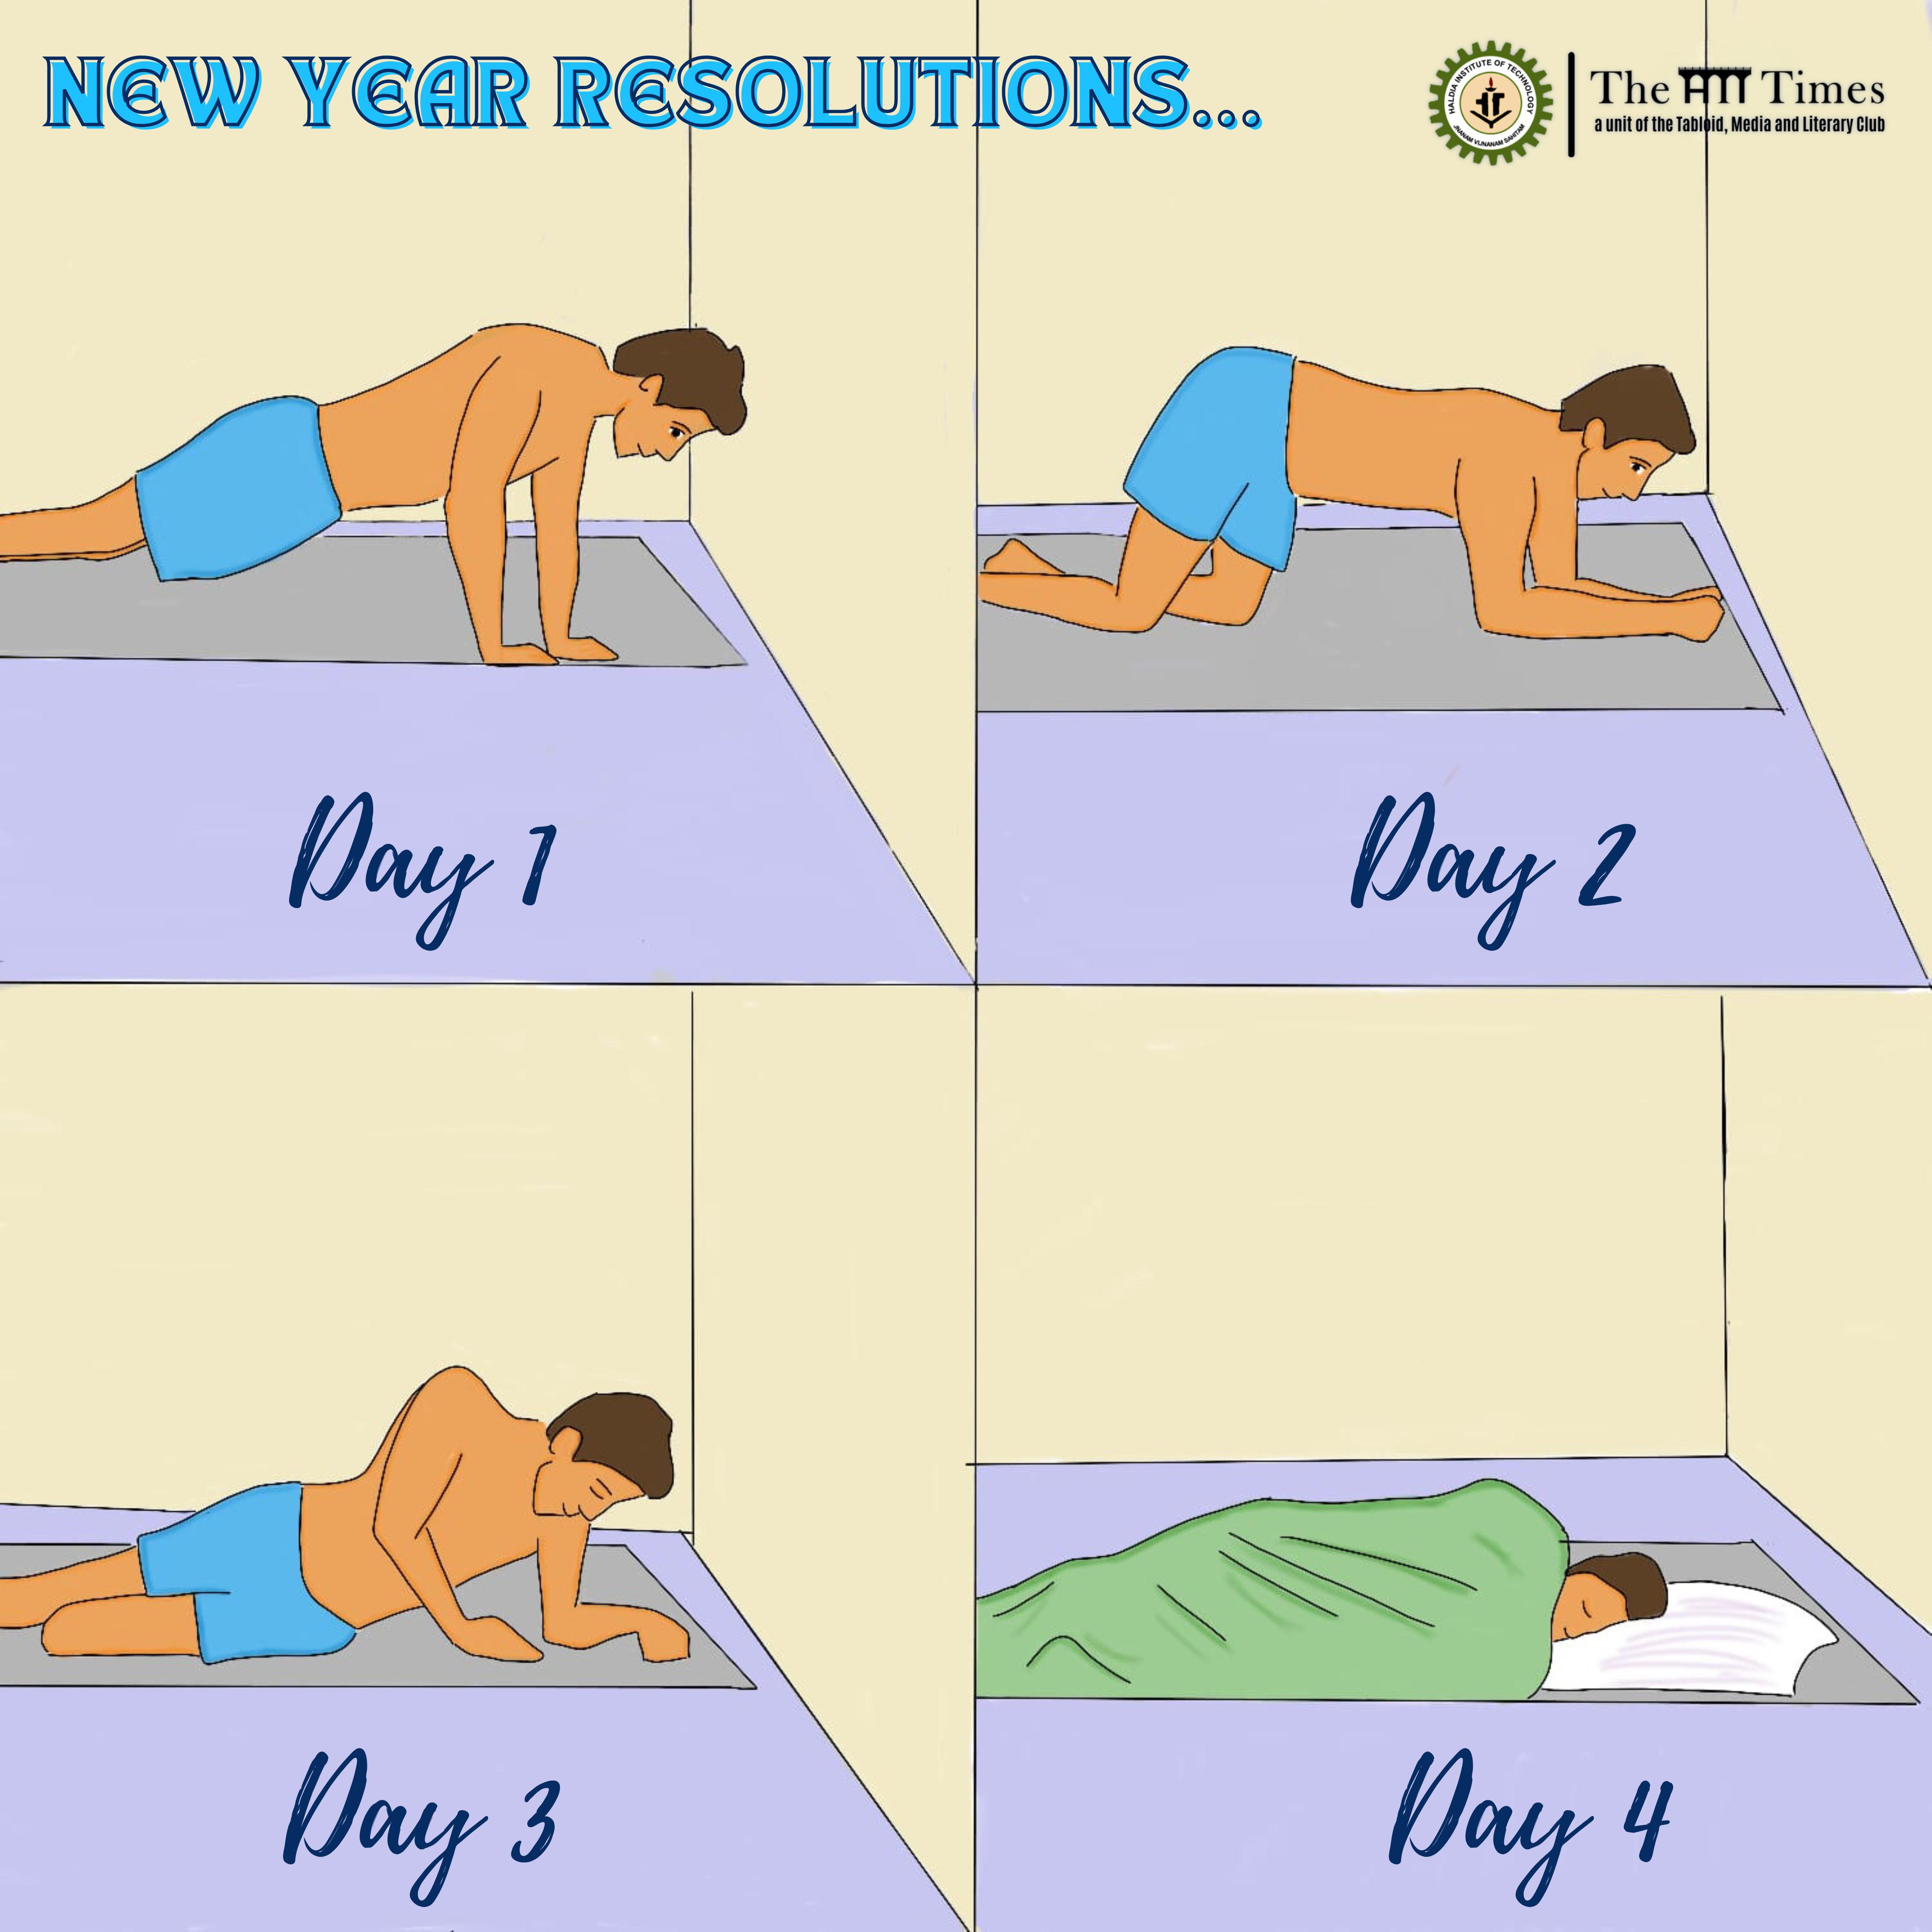 NEW YEAR RESOLUTIONS...
HALDIA INSTITUTE OF TECHNOLOGY
JNANAM VIJNANAM SAHITAM
The HIT Times
a unit of the Tabloid, Media and Literary Club
Day 1
Day 2
Day 3
Day 4